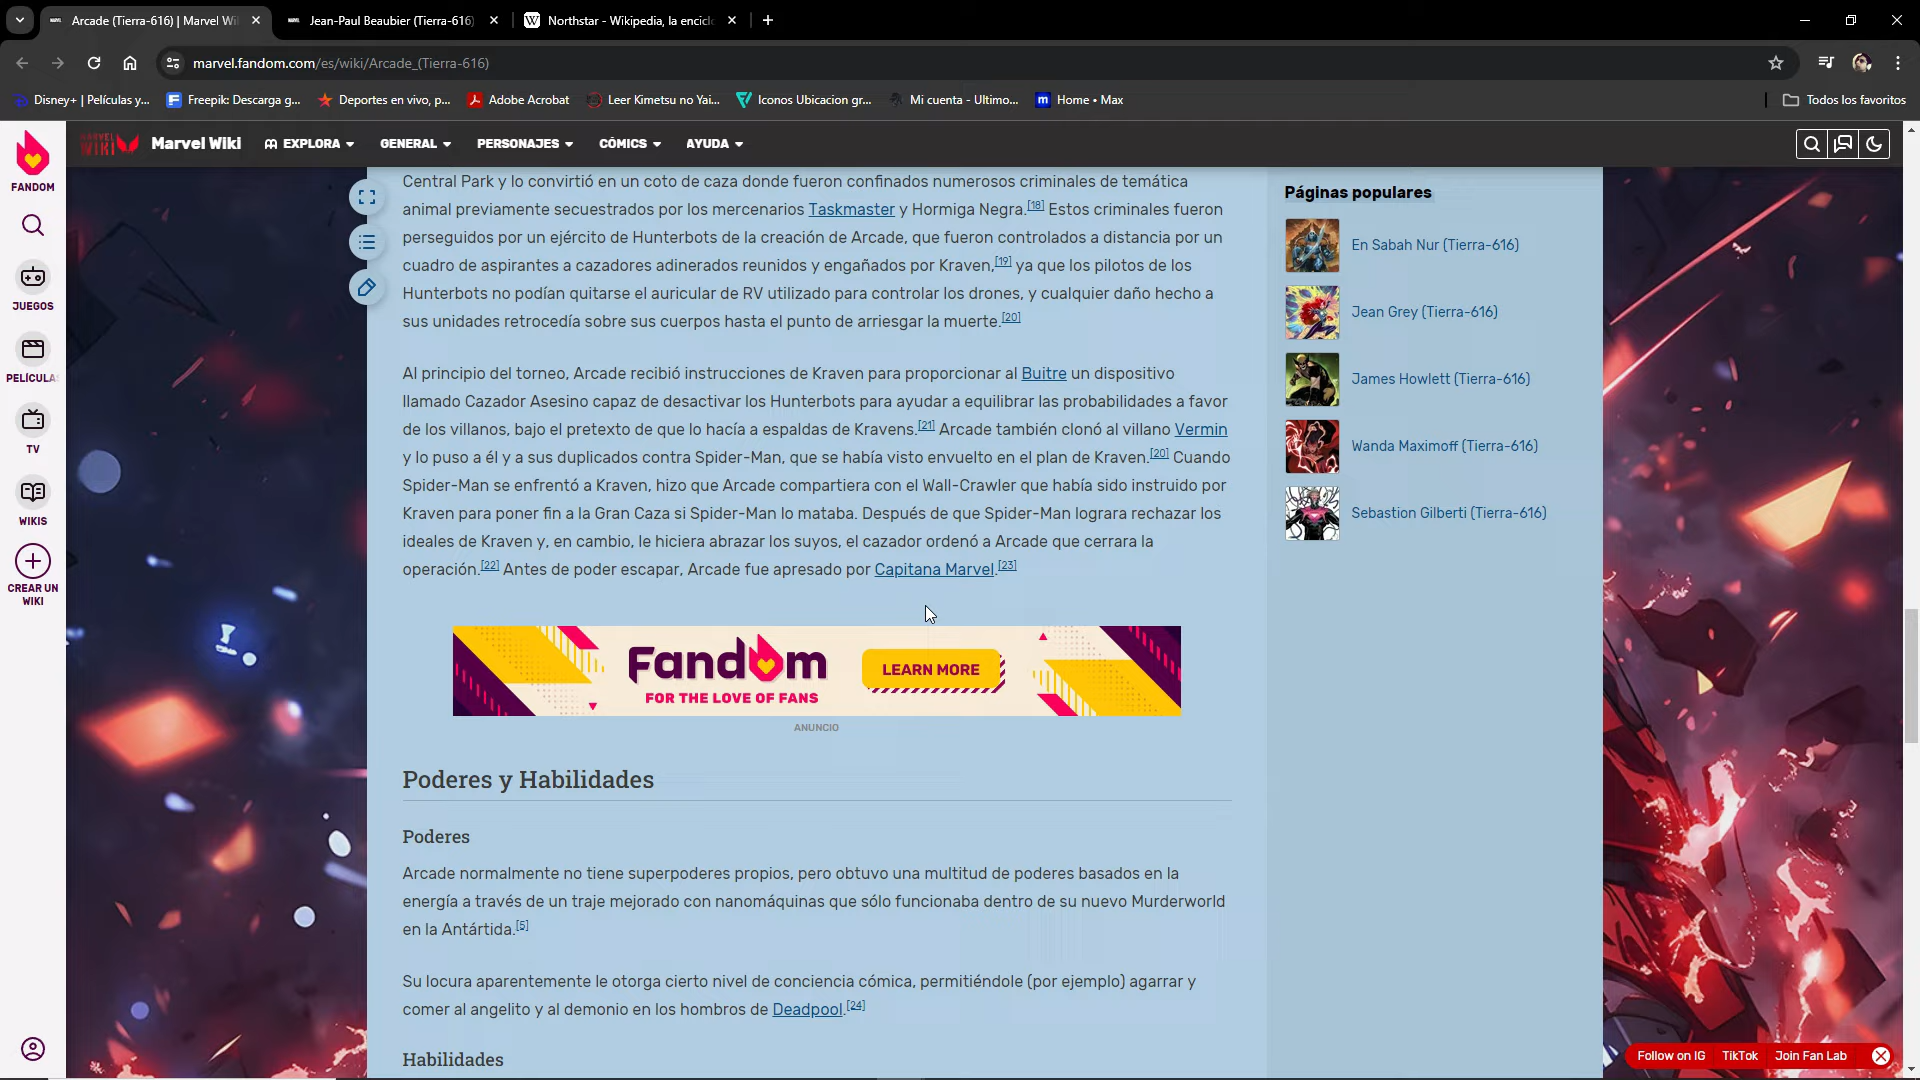 Arcade (Tierra-616) | Marvel Wi
Jean-Paul Beaubier (Tierra-616)
Northstar - Wikipedia, la encicl
marvel.fandom.com/es/wiki/Arcade_(Tierra-616)
Disney+ | Películas y...
Freepik: Descarga g...
Deportes en vivo, p...
Adobe Acrobat
Leer Kimetsu no Yai...
Iconos Ubicacion gr...
Mi cuenta - Ultimo...
Home • Max
Todos los favoritos
FANDOM
JUEGOS
PELÍCULA
TV
WIKIS
CREAR UN
WIKI
MARVEL
WIKI
Marvel Wiki
EXPLORA
GENERAL
PERSONAJES
CÓMICS
AYUDA
Central Park y lo convirtió en un coto de caza donde fueron confinados numerosos criminales de temática
animal previamente secuestrados por los mercenarios Taskmaster y Hormiga Negra.[18] Estos criminales fueron
perseguidos por un ejército de Hunterbots de la creación de Arcade, que fueron controlados a distancia por un
cuadro de aspirantes a cazadores adinerados reunidos y engañados por Kraven,[19] ya que los pilotos de los
Hunterbots no podían quitarse el auricular de RV utilizado para controlar los drones, y cualquier daño hecho a
sus unidades retrocedía sobre sus cuerpos hasta el punto de arriesgar la muerte.[20]
Al principio del torneo, Arcade recibió instrucciones de Kraven para proporcionar al Buitre un dispositivo
llamado Cazador Asesino capaz de desactivar los Hunterbots para ayudar a equilibrar las probabilidades a favor
de los villanos, bajo el pretexto de que lo hacía a espaldas de Kravens.[21] Arcade también clonó al villano Vermin
y lo puso a él y a sus duplicados contra Spider-Man, que se había visto envuelto en el plan de Kraven.[20] Cuando
Spider-Man se enfrentó a Kraven, hizo que Arcade compartiera con el Wall-Crawler que había sido instruido por
Kraven para poner fin a la Gran Caza si Spider-Man lo mataba. Después de que Spider-Man lograra rechazar los
ideales de Kraven y, en cambio, le hiciera abrazar los suyos, el cazador ordenó a Arcade que cerrara la
operación.[22] Antes de poder escapar, Arcade fue apresado por Capitana Marvel.[23]
Fandom
FOR THE LOVE OF FANS
LEARN MORE
ANUNCIO
Poderes y Habilidades
Poderes
Arcade normalmente no tiene superpoderes propios, pero obtuvo una multitud de poderes basados en la
energía a través de un traje mejorado con nanomáquinas que sólo funcionaba dentro de su nuevo Murderworld
en la Antártida.[5]
Su locura aparentemente le otorga cierto nivel de conciencia cómica, permitiéndole (por ejemplo) agarrar y
comer al angelito y al demonio en los hombros de Deadpool.[24]
Habilidades
Páginas populares
En Sabah Nur (Tierra-616)
Jean Grey (Tierra-616)
James Howlett (Tierra-616)
Wanda Maximoff (Tierra-616)
Sebastion Gilberti (Tierra-616)
Follow on IG
TikTok
Join Fan Lab